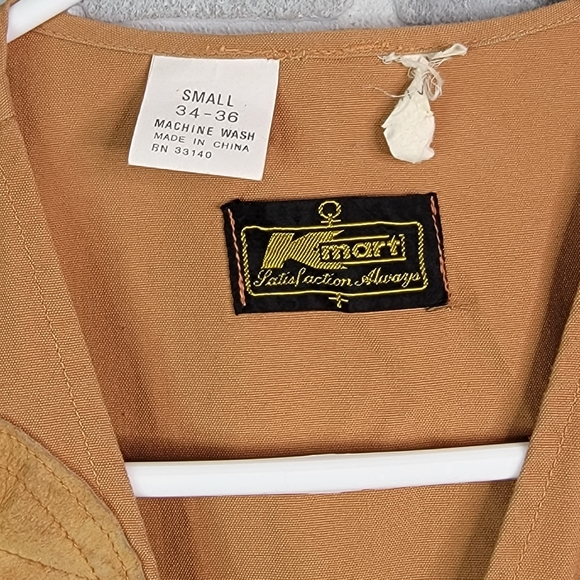 SMALL
34-36
MACHINE WASH
MADE IN CHINA
RN 33140
Kmart
Satisfaction Always